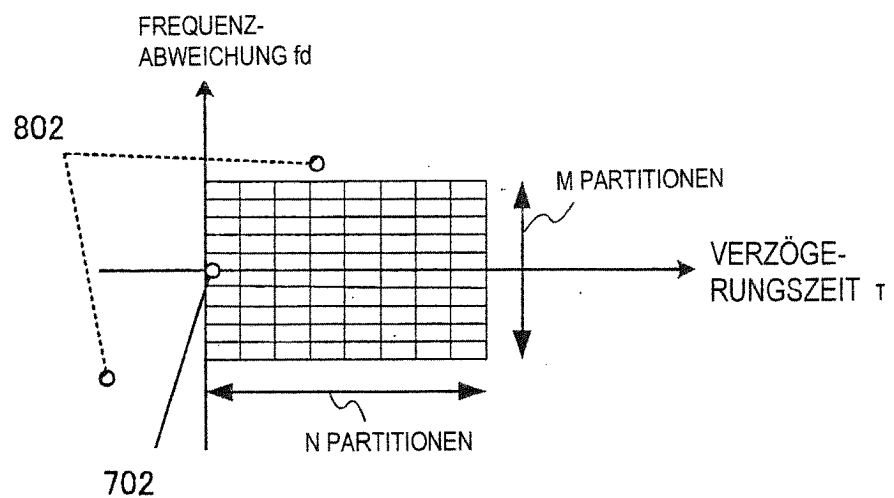 FREQUENZ-
ABWEICHUNG fd
802
M PARTITIONEN
VERZÖGE-
RUNGSZEIT τ
N PARTITIONEN
702